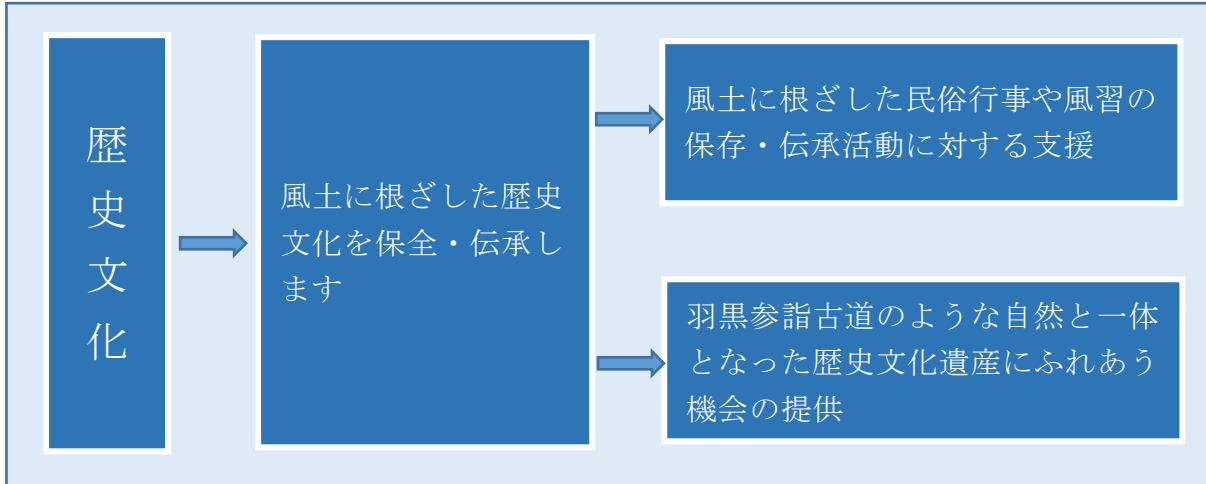 歴史文化
風土に根ざした歴史
文化を保全・伝承し
ます
風土に根ざした民俗行事や風習の
保存・伝承活動に対する支援
羽黒参詣古道のような自然と一体
となった歴史文化遺産にふれあう
機会の提供